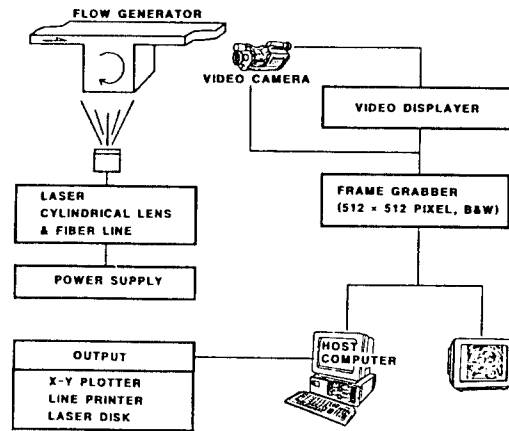 FLOW GENERATOR
VIDEO CAMERA
VIDEO DISPLAYER
LASER
CYLINDRICAL LENS
& FIBER LINE
FRAME GRABBER
(512 × 512 PIXEL, B&W)
POWER SUPPLY
HOST
COMPUTER
OUTPUT
X-Y PLOTTER
LINE PRINTER
LASER DISK